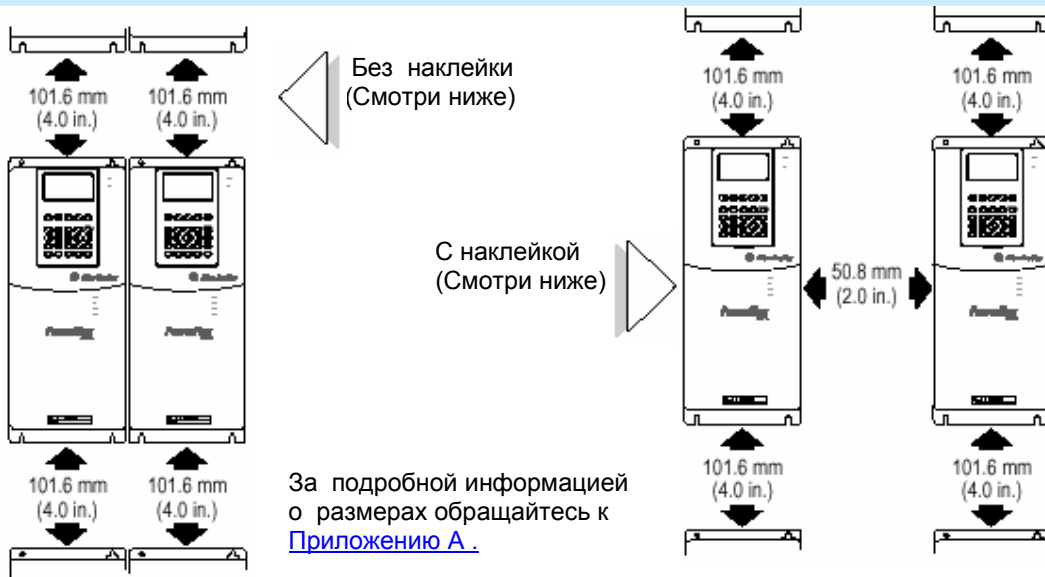 101.6 mm
(4.0 in.)
101.6 mm
(4.0 in.)
Без наклейки
(Смотри ниже)
101.6 mm
(4.0 in.)
101.6 mm
(4.0 in.)
С наклейкой
(Смотри ниже)
50.8 mm
(2.0 in.)
101.6 mm
(4.0 in.)
101.6 mm
(4.0 in.)
За подробной информацией
о размерах обращайтесь к
Приложению А .
101.6 mm
(4.0 in.)
101.6 mm
(4.0 in.)